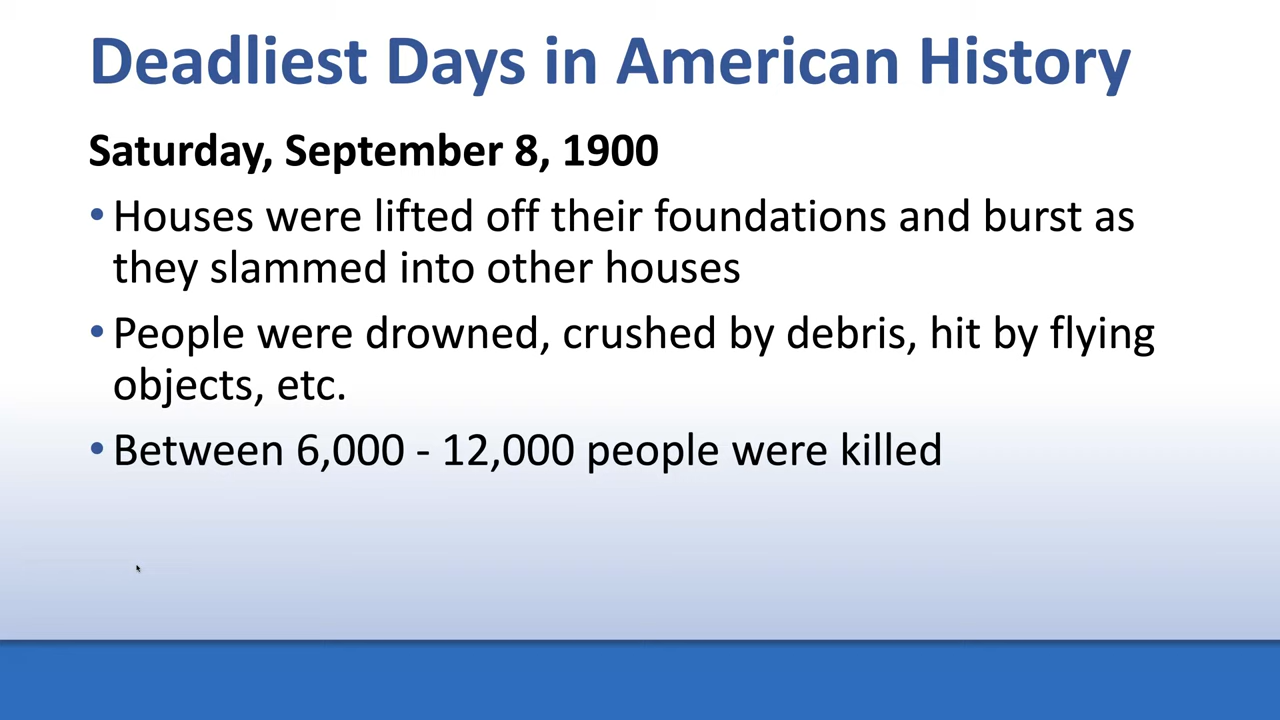 Deadliest Days in American History
Saturday, September 8, 1900
• Houses were lifted off their foundations and burst as
they slammed into other houses
• People were drowned, crushed by debris, hit by flying
objects, etc.
• Between 6,000 - 12,000 people were killed